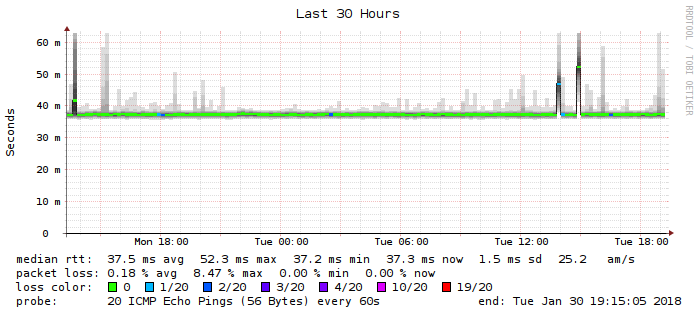 Last 30 Hours
RRDTOOL / TOBI OETIKER
Seconds
60 m
50 m
40 m
30 m
20 m
10 m
0
Mon 18:00 Tue 00:00 Tue 06:00 Tue 12:00 Tue 18:00
median rtt: 37.5 ms avg 52.3 ms max 37.2 ms min 37.3 ms now 1.5 ms sd 25.2 am/s
packet loss: 0.18 % avg 8.47 % max 0.00 % min 0.00 % now
loss color: 0 1/20 2/20 3/20 4/20 10/20 19/20
probe: 20 ICMP Echo Pings (56 Bytes) every 60s end: Tue Jan 30 19:15:05 2018